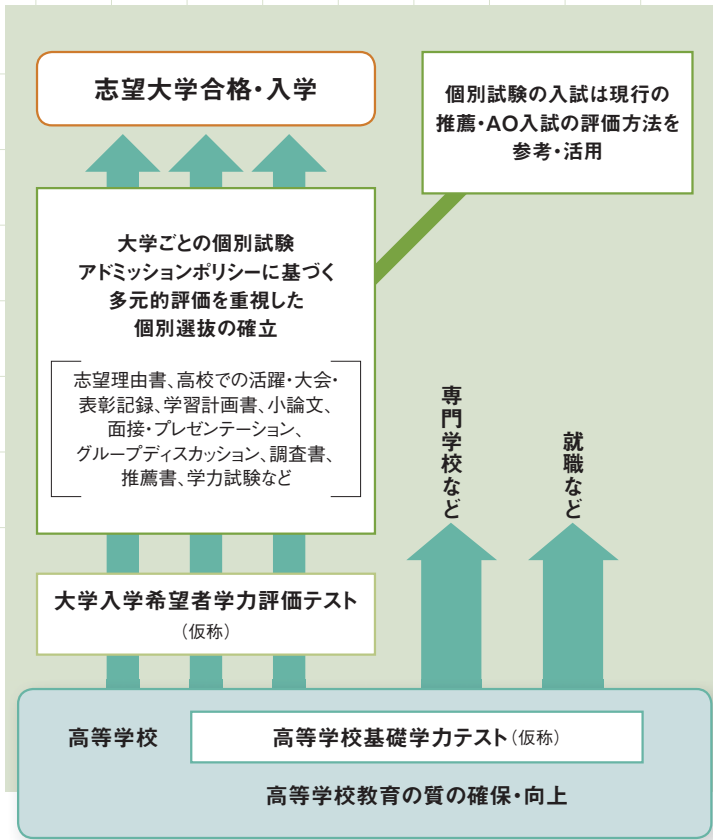 志望大学合格・入学
個別試験の入試は現行の
推薦・AO入試の評価方法を
参考・活用
大学ごとの個別試験
アドミッションポリシーに基づく
多元的評価を重視した
個別選抜の確立
志望理由書、高校での活躍・大会・
表彰記録、学習計画書、小論文、
面接・プレゼンテーション、
グループディスカッション、調査書、
推薦書、学力試験など
専門学校など
就職など
大学入学希望者学力評価テスト
（仮称）
高等学校
高等学校基礎学力テスト（仮称）
高等学校教育の質の確保・向上